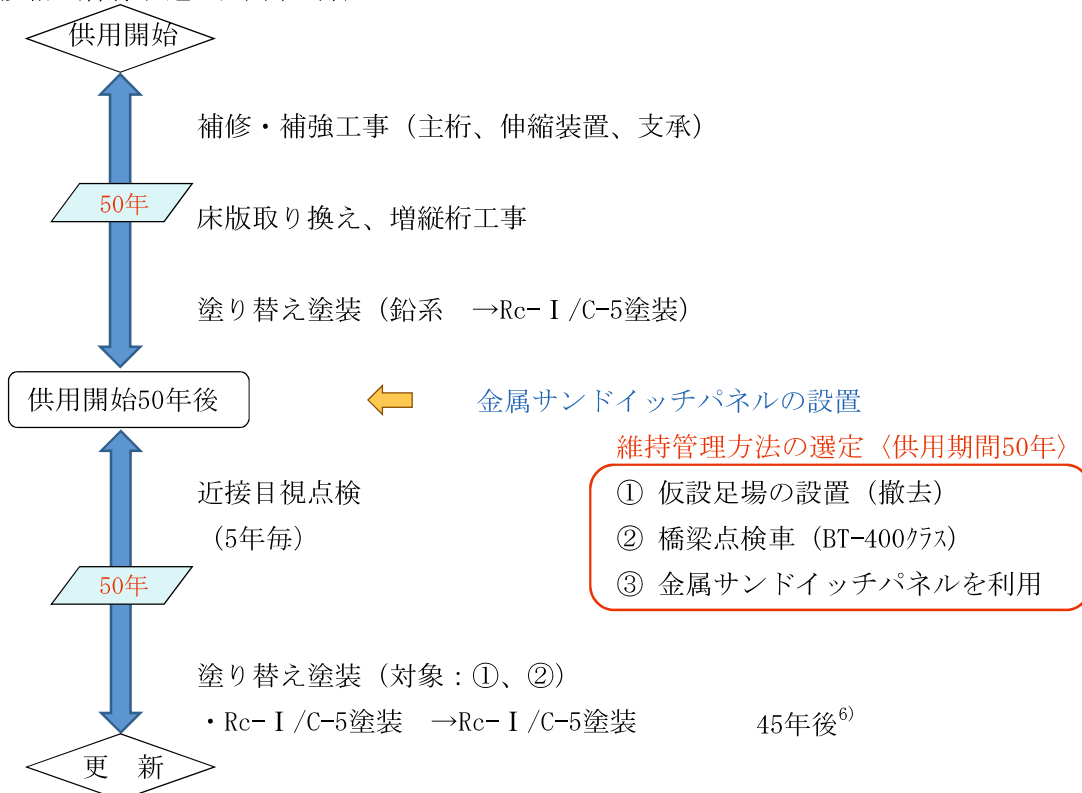 供用開始
補修・補強工事（主桁、伸縮装置、支承）
50年
床版取り換え、増縦桁工事
塗り替え塗装（鉛系　→Rc-Ⅰ/C-5塗装）
供用開始50年後
金属サンドイッチパネルの設置
維持管理方法の選定〈供用期間50年〉
近接目視点検
① 仮設足場の設置（撤去）
（5年毎）
② 橋梁点検車（BT-400ｸﾗｽ）
50年
③ 金属サンドイッチパネルを利用
塗り替え塗装（対象：①、②）
・Rc-Ⅰ/C-5塗装　→Rc-Ⅰ/C-5塗装　　45年後6)
更　新